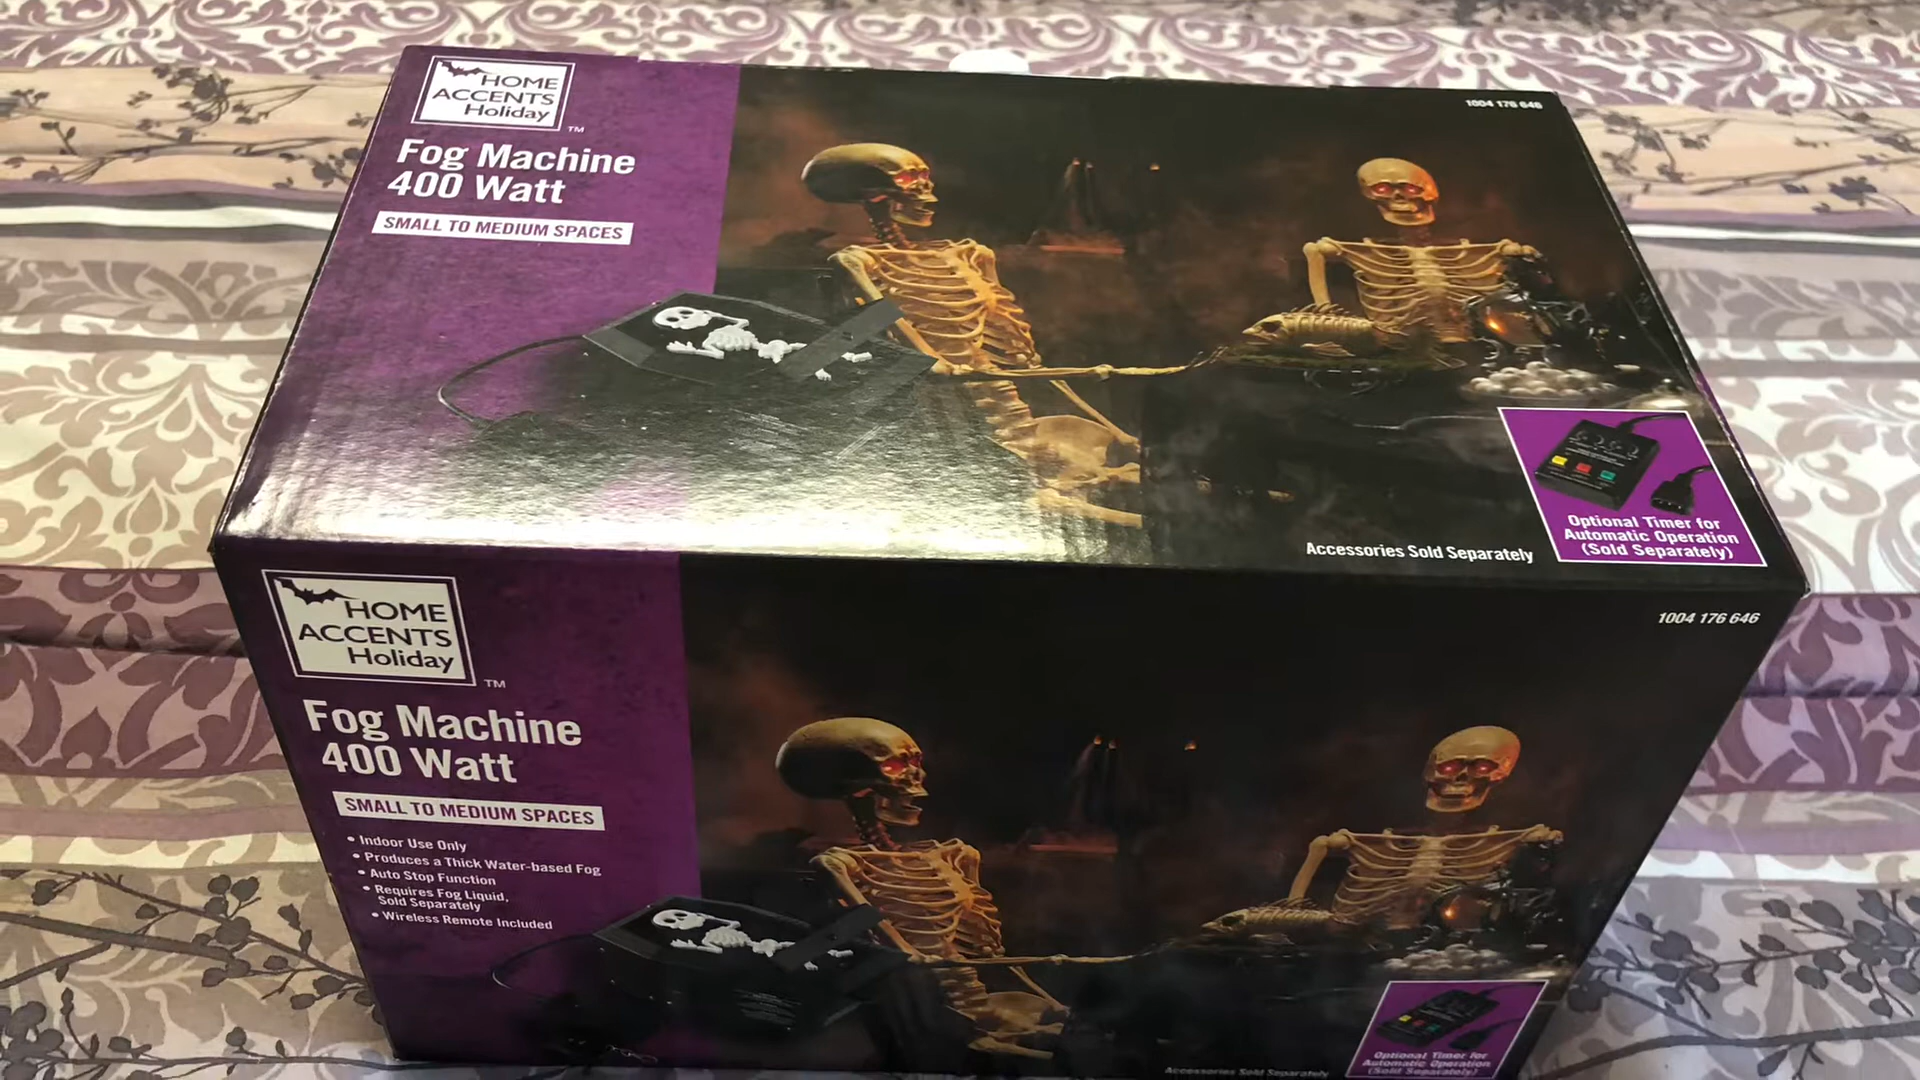 HOME
ACCENTS
Holiday
TM
Fog Machine
400 Watt
SMALL TO MEDIUM SPACES
1004 176 646
Optional Timer for
Automatic Operation
(Sold Separately)
Accessories Sold Separately
HOME
ACCENTS
Holiday
TM
Fog Machine
400 Watt
SMALL TO MEDIUM SPACES
• Indoor Use Only
• Produces a Thick Water-based Fog
• Auto Stop Function
• Requires Fog Liquid,
Sold Separately
• Wireless Remote Included
1004 176 646
Optional Timer for
Automatic Operation
(Sold Separately)
Accessories Sold Separately